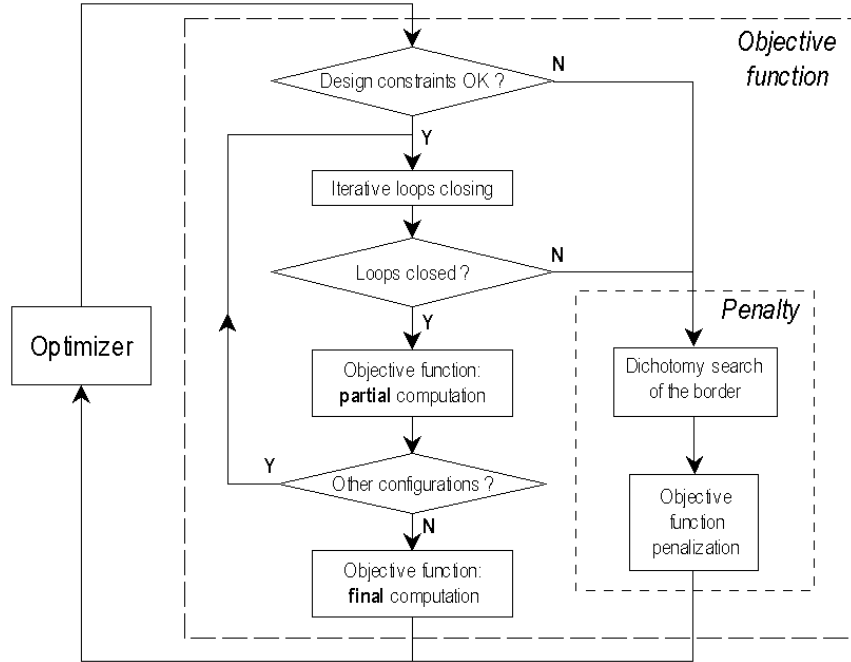 Objective
function
Design constraints OK ?
N
Y
Iterative loops closing
Loops closed ?
N
Y
Penalty
Optimizer
Objective function:
partial computation
Dichotomy search
of the border
Y
Other configurations ?
N
Objective
function
penalization
Objective function:
final computation